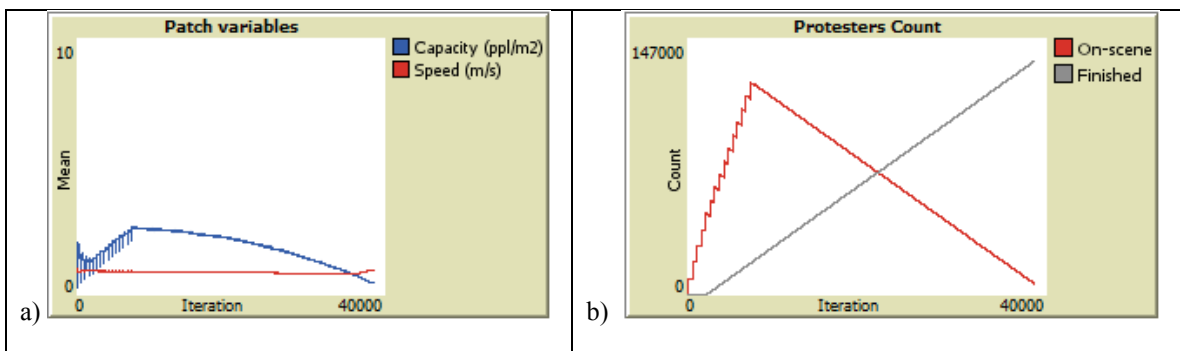 a)
Patch variables
10
Mean
0
0
Iteration
40000
Capacity (ppl/m2)
Speed (m/s)
b)
Protesters Count
147000
Count
0
0
Iteration
40000
On-scene
Finished